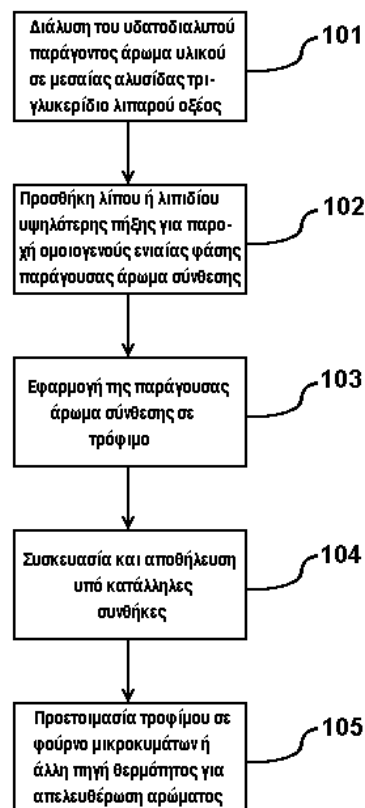 Διάλυση του υδατοδιαλυτού
παράγοντος άρωμα υλικού
σε μεσαίας αλυσίδας τρι-
γλυκερίδιο λιπαρού οξέος
101
Προσθήκη λίπου ή λιπιδίου
υψηλότερης πήξης για παρο-
χή ομοιογενούς ενιαίας φάσης
παράγουσας άρωμα σύνθεσης
102
Εφαρμογή της παράγουσας
άρωμα σύνθεσης σε
τρόφιμο
103
Συσκευασία και αποθήλευση
υπό κατάλληλες
συνθήκες
104
Προετοιμασία τροφίμου σε
φούρνο μικροκυμάτων ή
άλλη πηγή θερμότητος για
απελευθέρωση αρώματος
105